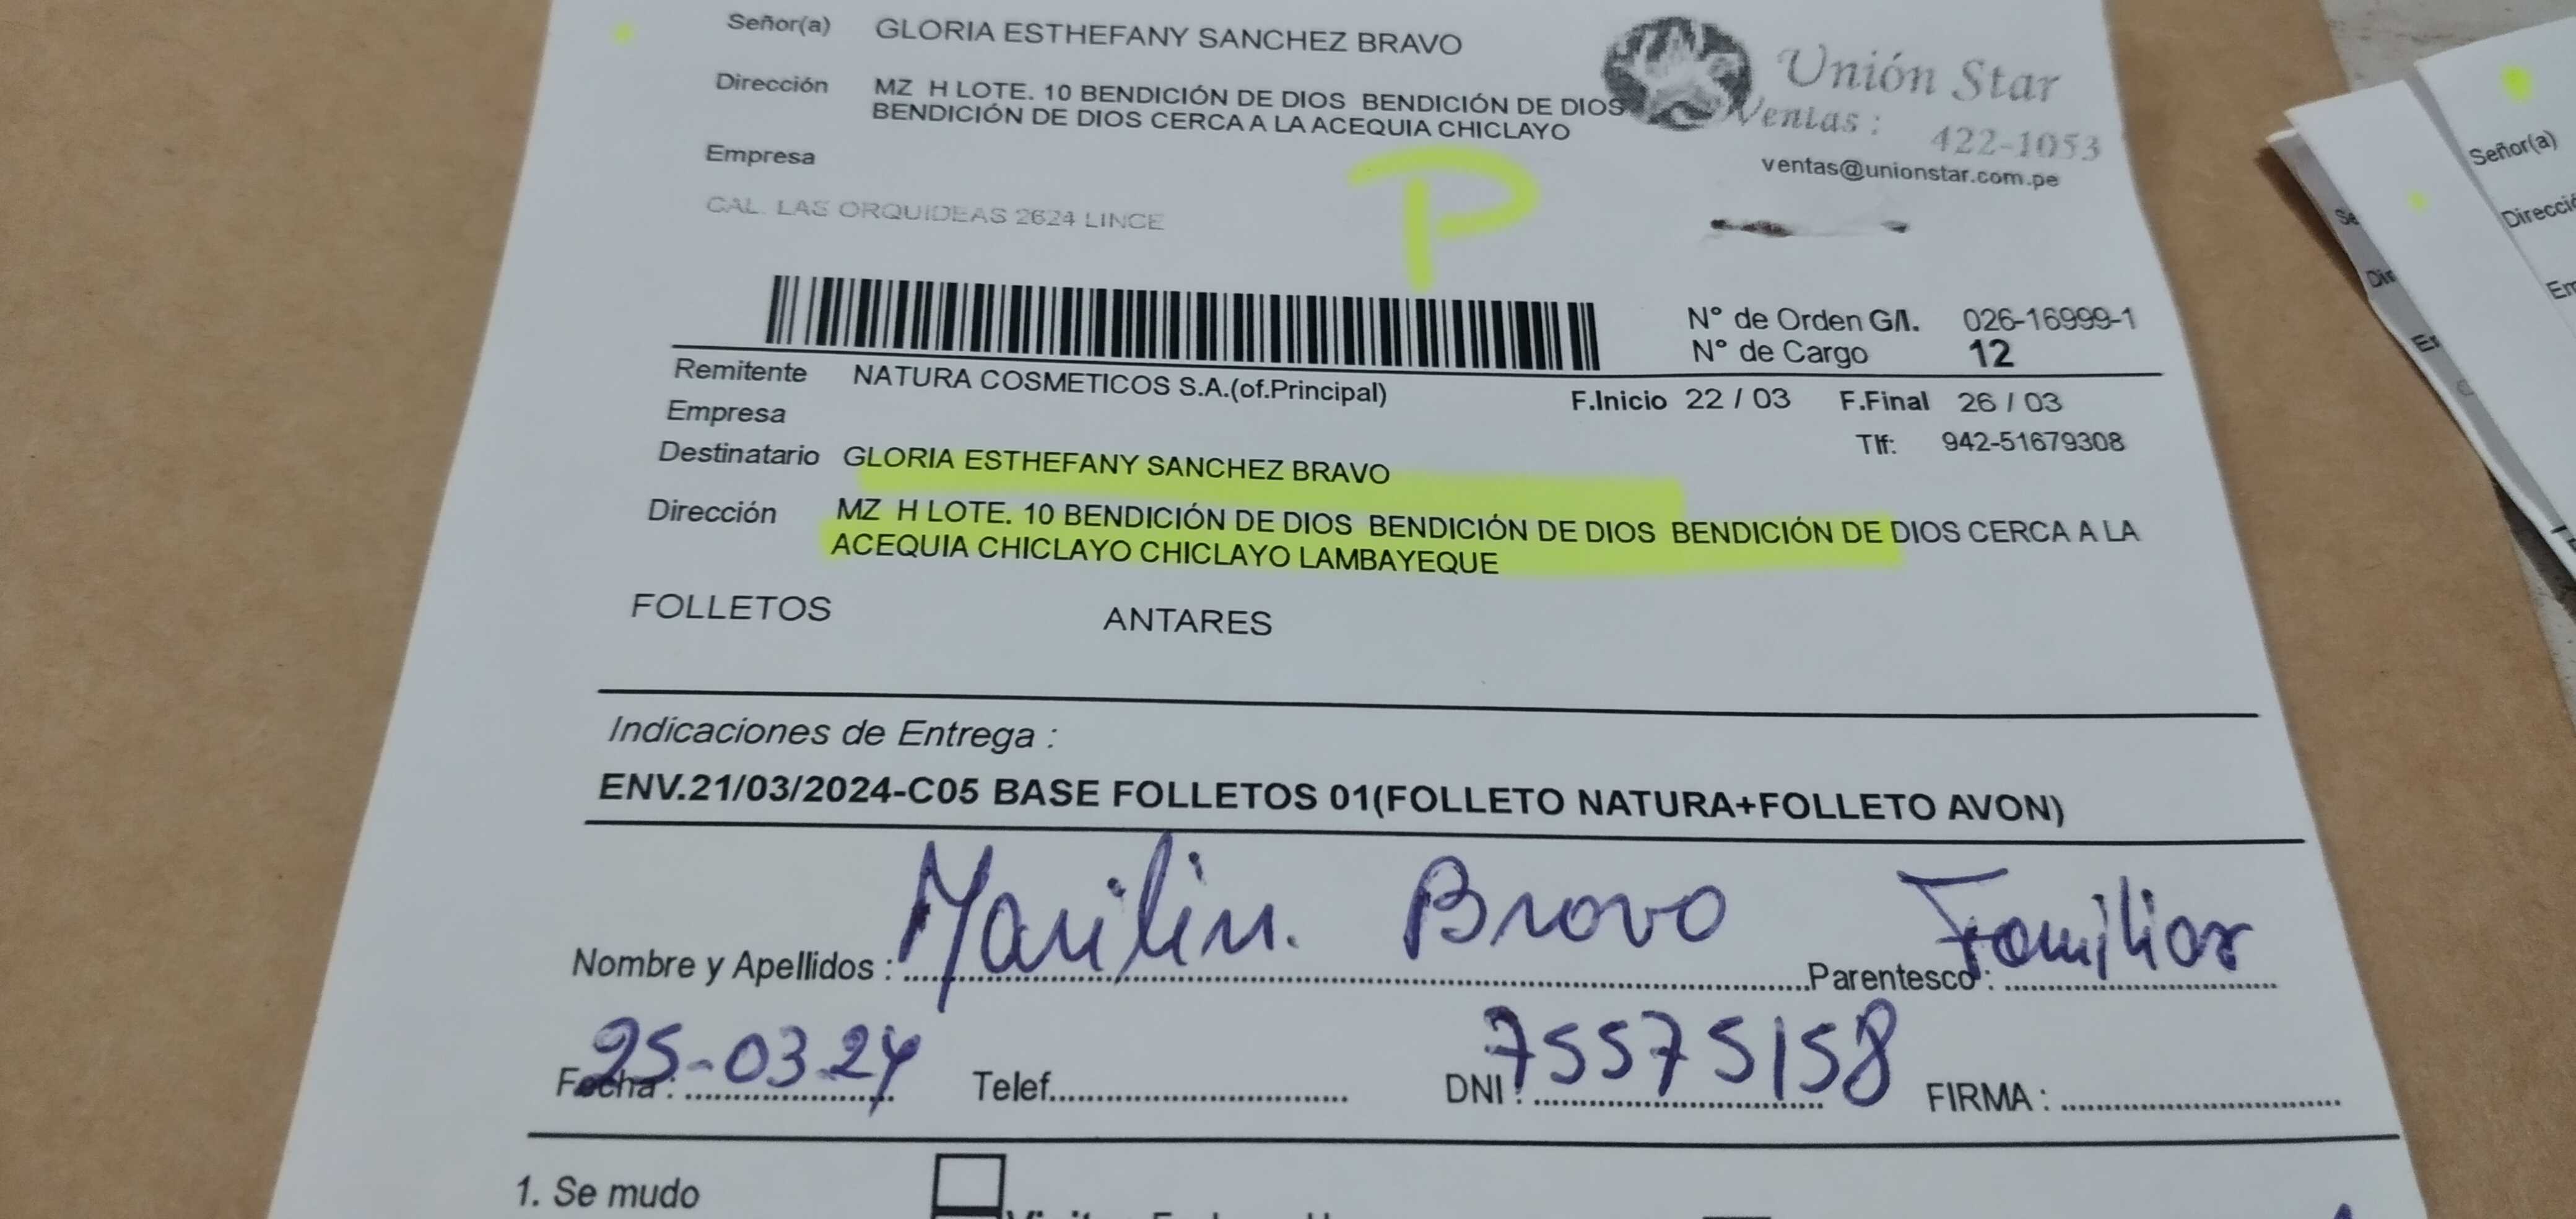 Señor(a) GLORIA ESTHEFANY SANCHEZ BRAVO
Unión Star
Dirección MZ H LOTE. 10 BENDICIÓN DE DIOS BENDICIÓN DE DIOS
BENDICIÓN DE DIOS CERCA A LA ACEQUIA CHICLAYO
Ventas: 422-1053
Empresa
ventas@unionstar.com.pe
CAL. LAS ORQUIDEAS 2624 LINCE
P
N° de Orden G/I. 026-16999-1
N° de Cargo 12
Remitente NATURA COSMETICOS S.A.(of.Principal)
F.Inicio 22 / 03 F.Final 26 / 03
Empresa
Tlf: 942-51679308
Destinatario GLORIA ESTHEFANY SANCHEZ BRAVO
Dirección MZ H LOTE. 10 BENDICIÓN DE DIOS BENDICIÓN DE DIOS BENDICIÓN DE DIOS CERCA A LA
ACEQUIA CHICLAYO CHICLAYO LAMBAYEQUE
FOLLETOS ANTARES
Indicaciones de Entrega :
ENV.21/03/2024-C05 BASE FOLLETOS 01(FOLLETO NATURA+FOLLETO AVON)
Nombre y Apellidos : Marilin. Bravo Parentesco : Familiar
Fecha : 25-03.24 Telef. DNI : 75575158 FIRMA :
1. Se mudo
Señor(a)